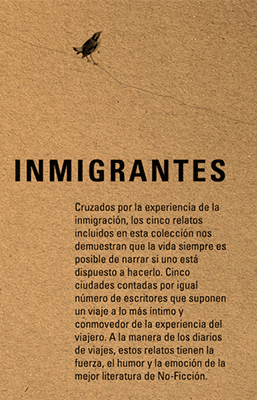 INMIGRANTES
Cruzados por la experiencia de la
inmigración, los cinco relatos
incluidos en esta colección nos
demuestran que la vida siempre es
posible de narrar si uno está
dispuesto a hacerlo. Cinco
ciudades contadas por igual
número de escritores que suponen
un viaje a lo más íntimo y
conmovedor de la experiencia del
viajero. A la manera de los diarios
de viajes, estos relatos tienen la
fuerza, el humor y la emoción de la
mejor literatura de No-Ficción.